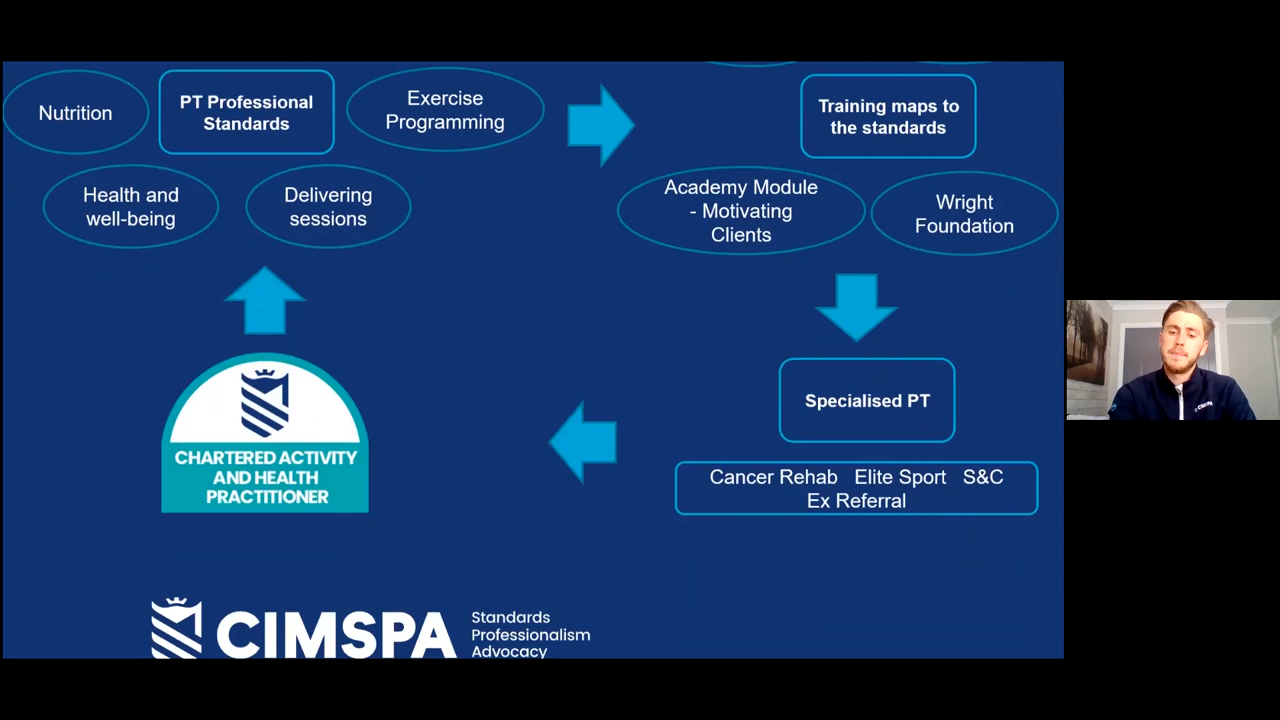 Nutrition
PT Professional
Standards
Exercise
Programming
Health and
well-being
Delivering
sessions
Training maps to
the standards
Academy Module
- Motivating
Clients
Wright
Foundation
Specialised PT
Cancer Rehab Elite Sport S&C
Ex Referral
CHARTERED ACTIVITY
AND HEALTH
PRACTITIONER
CIMSPA
Standards
Professionalism
Advocacy
CIMSPA